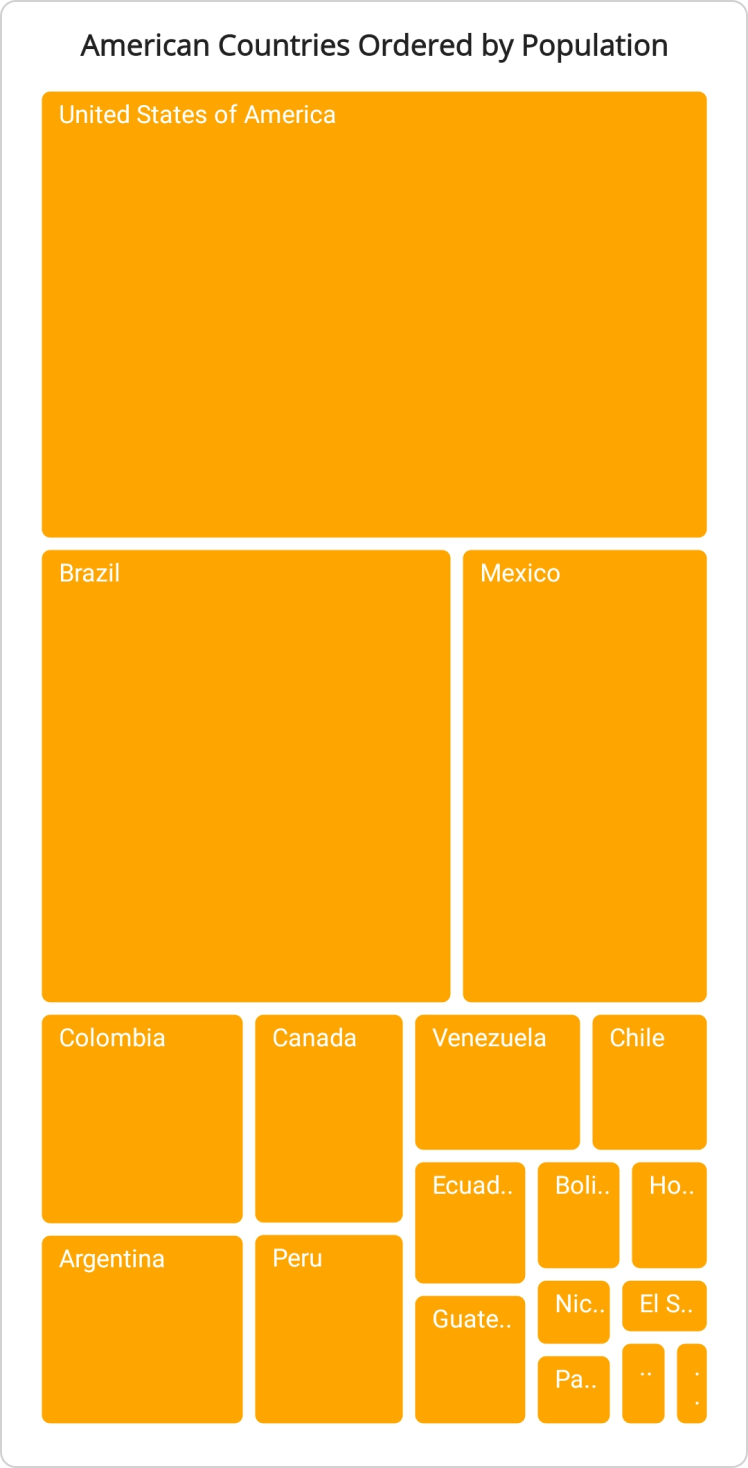 American Countries Ordered by Population
United States of America
Brazil
Mexico
Colombia
Canada
Venezuela
Chile
Ecuad..
Boli..
Ho..
Argentina
Peru
Guate..
Nic..
El S..
Pa..
..
.
.